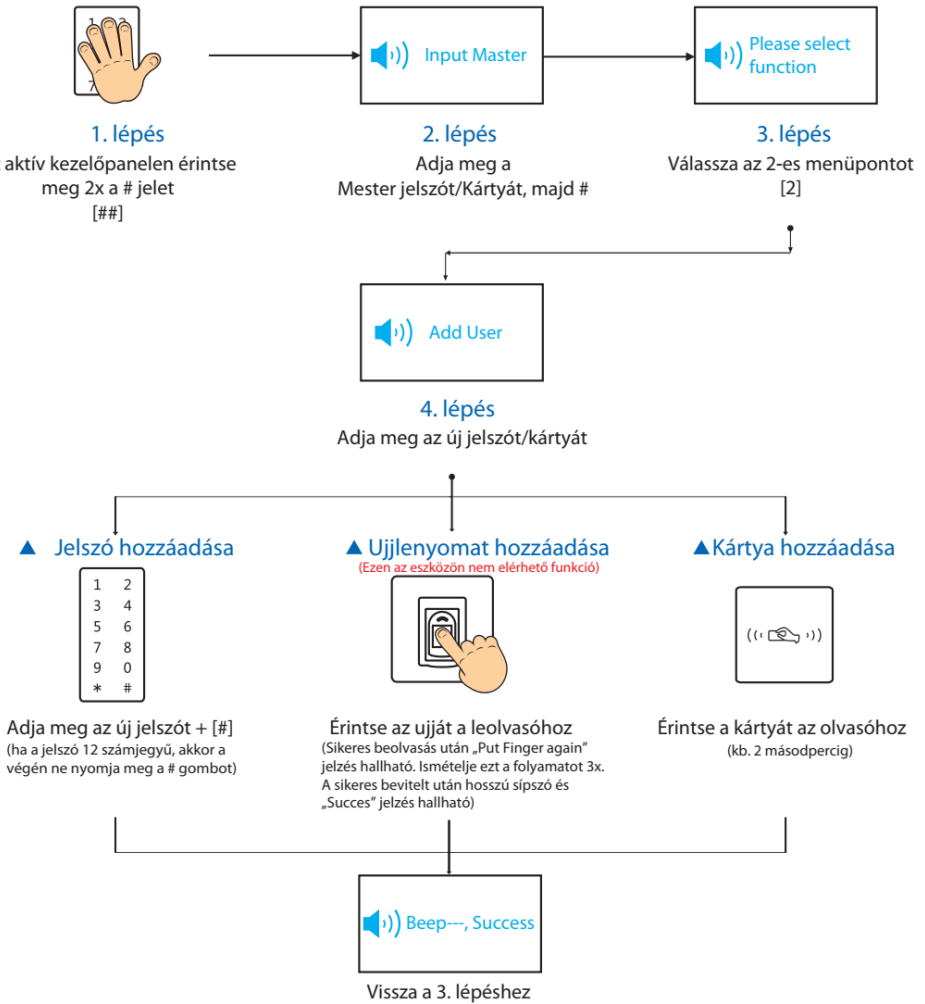 1 2
7
Input Master
Please select
function
1. lépés
aktív kezelőpanelen érintse
meg 2x a # jelet
[##]
2. lépés
Adja meg a
Mester jelszót/Kártyát, majd #
3. lépés
Válassza az 2-es menüpontot
[2]
Add User
4. lépés
Adja meg az új jelszót/kártyát
▲ Jelszó hozzáadása
▲ Ujjlenyomat hozzáadása
(Ezen az eszközön nem elérhető funkció)
▲Kártya hozzáadása
1 2
3 4
5 6
7 8
9 0
* #
Adja meg az új jelszót + [#]
(ha a jelszó 12 számjegyű, akkor a
végén ne nyomja meg a # gombot)
Érintse az ujját a leolvasóhoz
(Sikeres beolvasás után „Put Finger again”
jelzés hallható. Ismételje ezt a folyamatot 3x.
A sikeres bevitelt után hosszú sípszó és
„Succes” jelzés hallható)
Érintse a kártyát az olvasóhoz
(kb. 2 másodpercig)
Beep---, Success
Vissza a 3. lépéshez